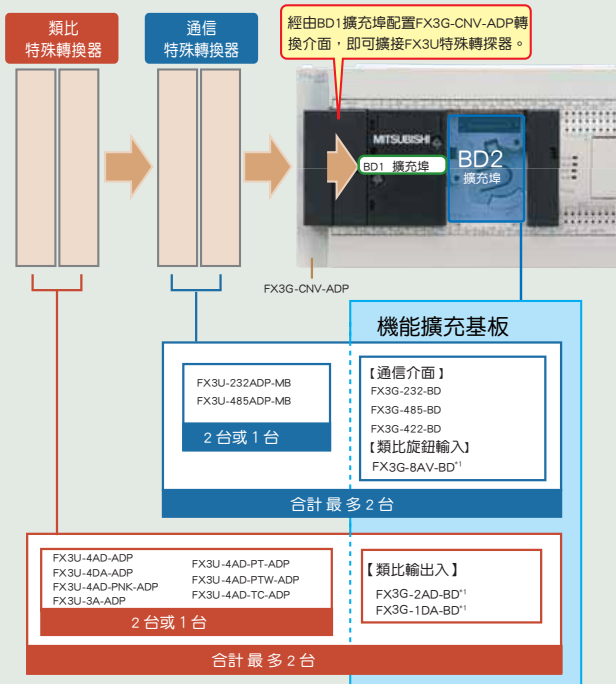 類比
特殊轉換器
通信
特殊轉換器
經由BD1擴充埠配置FX3G-CNV-ADP轉
換介面，即可擴接FX3U特殊轉探器。
MITSUBISHI
BD1 擴充埠
BD2
擴充埠
FX3G-CNV-ADP
機能擴充基板
FX3U-232ADP-MB
FX3U-485ADP-MB
2 台或 1 台
【通信介面】
FX3G-232-BD
FX3G-485-BD
FX3G-422-BD
【類比旋鈕輸入】
FX3G-8AV-BD*1
合計最多2台
FX3U-4AD-ADP
FX3U-4DA-ADP
FX3U-4AD-PNK-ADP
FX3U-3A-ADP
FX3U-4AD-PT-ADP
FX3U-4AD-PTW-ADP
FX3U-4AD-TC-ADP
2 台或 1 台
【類比輸出入】
FX3G-2AD-BD*1
FX3G-1DA-BD*1
合計最多2台